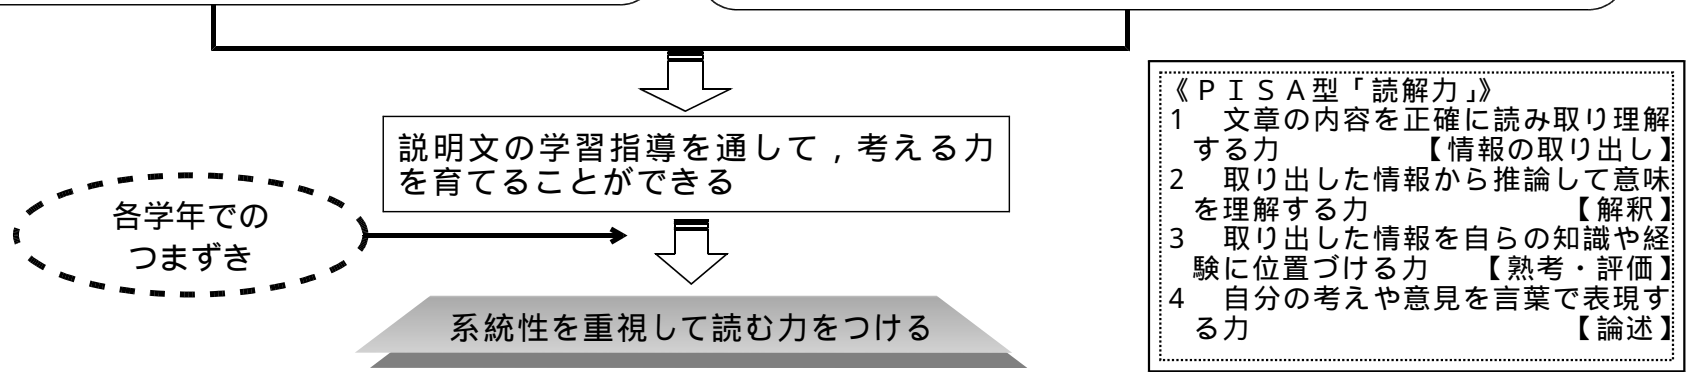 説明文の学習指導を通して，考える力
を育てることができる
各学年での
つまずき
系統性を重視して読む力をつける
《ＰＩＳＡ型「読解力」》
1　文章の内容を正確に読み取り理解
する力　【情報の取り出し】
2　取り出した情報から推論して意味
を理解する力　【解釈】
3　取り出した情報を自らの知識や経
験に位置づける力　【熟考・評価】
4　自分の考えや意見を言葉で表現す
る力　【論述】